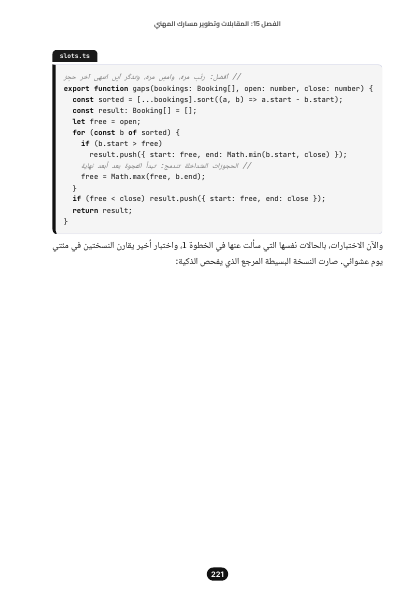 الفصل 15: المقابلات وتطوير مسارك المهني
slots.ts
// أفضل: رتّب مرة، وامشِ مرة، وتذكّر أين انتهى آخر حجز
export function gaps(bookings: Booking[], open: number, close: number) {
const sorted = [...bookings].sort((a, b) => a.start - b.start);
const result: Booking[] = [];
let free = open;
for (const b of sorted) {
if (b.start > free)
result.push({ start: free, end: Math.min(b.start, close) });
// الحجوزات المتداخلة تندمج: تبدأ الفجوة بعد أبعد نهاية
free = Math.max(free, b.end);
}
if (free < close) result.push({ start: free, end: close });
return result;
}
والآن الاختبارات، بالحالات نفسها التي سألت عنها في الخطوة 1، واختبار أخير يقارن النسختين في مئتي
يوم عشوائي. صارت النسخة البسيطة المرجع الذي يفحص الذكية:
221